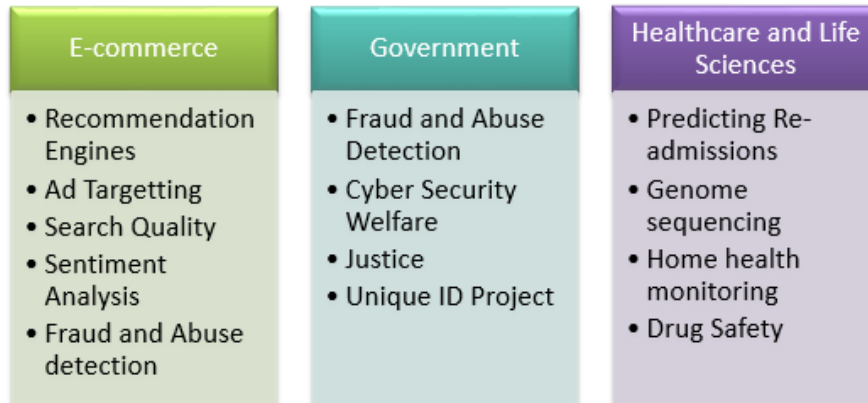 E-commerce
• Recommendation
Engines
• Ad Targetting
• Search Quality
• Sentiment
Analysis
• Fraud and Abuse
detection
Government
• Fraud and Abuse
Detection
• Cyber Security
Welfare
• Justice
• Unique ID Project
Healthcare and Life
Sciences
• Predicting Re-
admissions
• Genome
sequencing
• Home health
monitoring
• Drug Safety